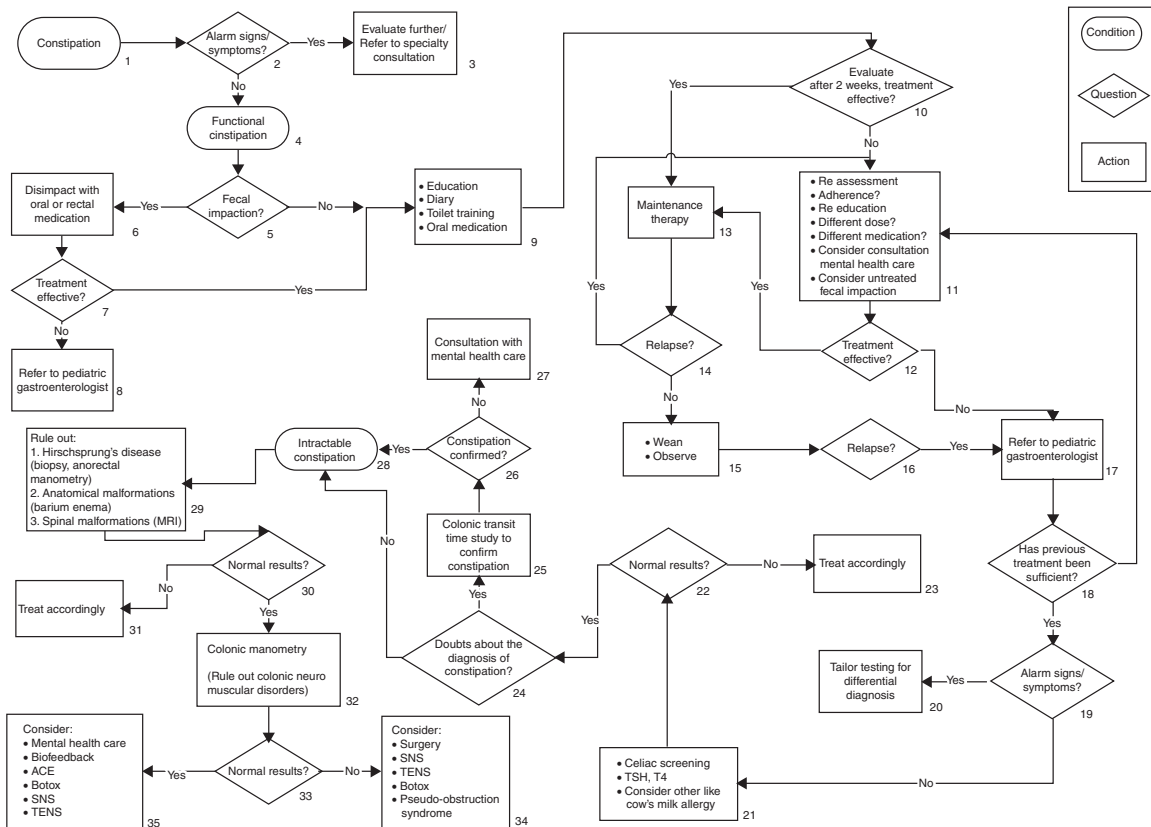 Constipation
1
Alarm signs/
symptoms?
2
Yes
Evaluate further/
Refer to specialty
consultation
3
No
Functional
cinstipation
4
Fecal
impaction?
5
Yes
Disimpact with
oral or rectal
medication
6
No
Treatment
effective?
7
Yes
No
Refer to pediatric
gastroenterologist
8
• Education
• Diary
• Toilet training
• Oral medication
9
Evaluate
after 2 weeks, treatment
effective?
10
Yes
No
• Re assessment
• Adherence?
• Re education
• Different dose?
• Different medication?
• Consider consultation
mental health care
• Consider untreated
fecal impaction
11
Treatment
effective?
12
Yes
No
Maintenance
therapy
13
Relapse?
14
Yes
No
• Wean
• Observe
15
Relapse?
16
Yes
Refer to pediatric
gastroenterologist
17
Has previous
treatment been
sufficient?
18
Yes
Alarm signs/
symptoms?
19
Yes
Tailor testing for
differential
diagnosis
20
No
• Celiac screening
• TSH, T4
• Consider other like
cow's milk allergy
21
Normal results?
22
No
Treat accordingly
23
Yes
Doubts about the
diagnosis of
constipation?
24
Yes
No
Colonic transit
time study to
confirm
constipation
25
Constipation
confirmed?
26
No
Consultation with
mental health care
27
Yes
Intractable
constipation
28
Rule out:
1. Hirschsprung's disease
(biopsy, anorectal
manometry)
2. Anatomical malformations
(barium enema)
3. Spinal malformations (MRI)
29
Normal results?
30
No
Treat accordingly
31
Yes
Colonic manometry
(Rule out colonic neuro
muscular disorders)
32
Normal results?
33
No
Consider:
• Surgery
• SNS
• TENS
• Botox
• Pseudo-obstruction
syndrome
34
Yes
Consider:
• Mental health care
• Biofeedback
• ACE
• Botox
• SNS
• TENS
35
Condition
Question
Action